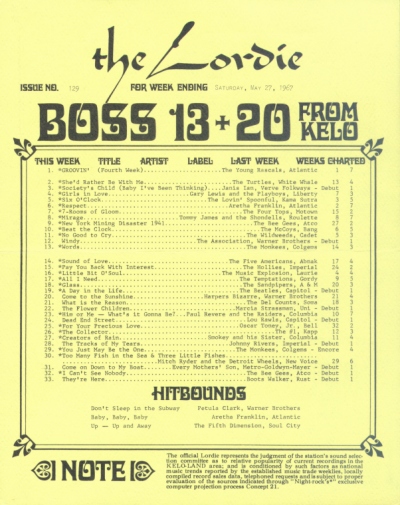 the Lordie
ISSUE NO. 129 FOR WEEK ENDING SATURDAY, MAY 27, 1967
BOSS 13 + 20 FROM KELO
THIS WEEK TITLE ARTIST LABEL LAST WEEK WEEKS CHARTED
1. *GROOVIN' (Fourth Week) The Young Rascals, Atlantic 1 7
2. *She'd Rather Be With Me The Turtles, White Whale 13 4
3. *Society's Child (Baby I've Been Thinking) Janis Ian, Verve Folkways - Debut 1
4. *Girls in Love Gary Lewis and the Playboys, Liberty 7 3
5. *Six O'Clock The Lovin' Spoonful, Kama Sutra 3 5
6. *Respect Aretha Franklin, Atlantic 2 7
7. *7-Rooms of Gloom The Four Tops, Motown 15 2
8. *Mirage Tommy James and the Shondells, Roulette 8 7
9. *New York Mining Disaster 1941 The Bee Gees, Atco 27 2
10. *Beat the Clock The McCoys, Bang 6 3
11. *No Good to Cry The Wildweeds, Cadet 5 3
12. Windy The Association, Warner Brothers - Debut 1
13. *Words The Monkees, Colgems 14 3
14. *Sound of Love The Five Americans, Abnak 17 4
15. *Pay You Back With Interest The Hollies, Imperial 24 2
16. *Little Bit O'Soul The Music Explosion, Laurie 4 4
17. *All I Need The Temptations, Gordy 9 5
18. *Glass The Sandpipers, A & M 20 3
19. *A Day in the Life The Beatles, Capitol - Debut 1
20. Come to the Sunshine Harpers Bizarre, Warner Brothers 21 4
21. What is the Reason The Del Counts, Soma 18 3
22. The Flower Children Marcia Strassman, Uni - Debut 1
23. *Him or Me — What's it Gonna Be? Paul Revere and the Raiders, Columbia 10 7
24. Dead End Street Lou Rawls, Capitol - Debut 1
25. *For Your Precious Love Oscar Toney, Jr., Bell 32 2
26. *The Collector The #1, Kapp 12 3
27. *Creators of Rain Smokey and his Sister, Columbia 11 4
28. The Tracks of My Tears Johnny Rivers, Imperial - Debut 1
29. *You Just May Be the One The Monkees, Colgems - Encore 4
30. *Too Many Fish in the Sea & Three Little Fishes
Mitch Ryder and the Detroit Wheels, New Voice 29 6
31. Come on Down to My Boat Every Mothers' Son, Metro-Goldwyn-Mayer - Debut 1
32. *I Can't See Nobody The Bee Gees, Atco - Debut 1
33. They're Here Boots Walker, Rust - Debut 1
HITBOUNDS
Don't Sleep in the Subway Petula Clark, Warner Brothers
Baby, Baby, Baby Aretha Franklin, Atlantic
Up — Up and Away The Fifth Dimension, Soul City
NOTE
The official Lordie represents the judgment of the station's sound selec-
tion committee as to relative popularity of current recordings in the
KELO-LAND area; and is conditioned by such factors as national
music trends reported by the established music trade weeklies, locally
compiled record sales data, telephoned requests and is subject to proper
evaluation of the sources indicated through "Night-rock's*" exclusive
computer projection process Concept 21.